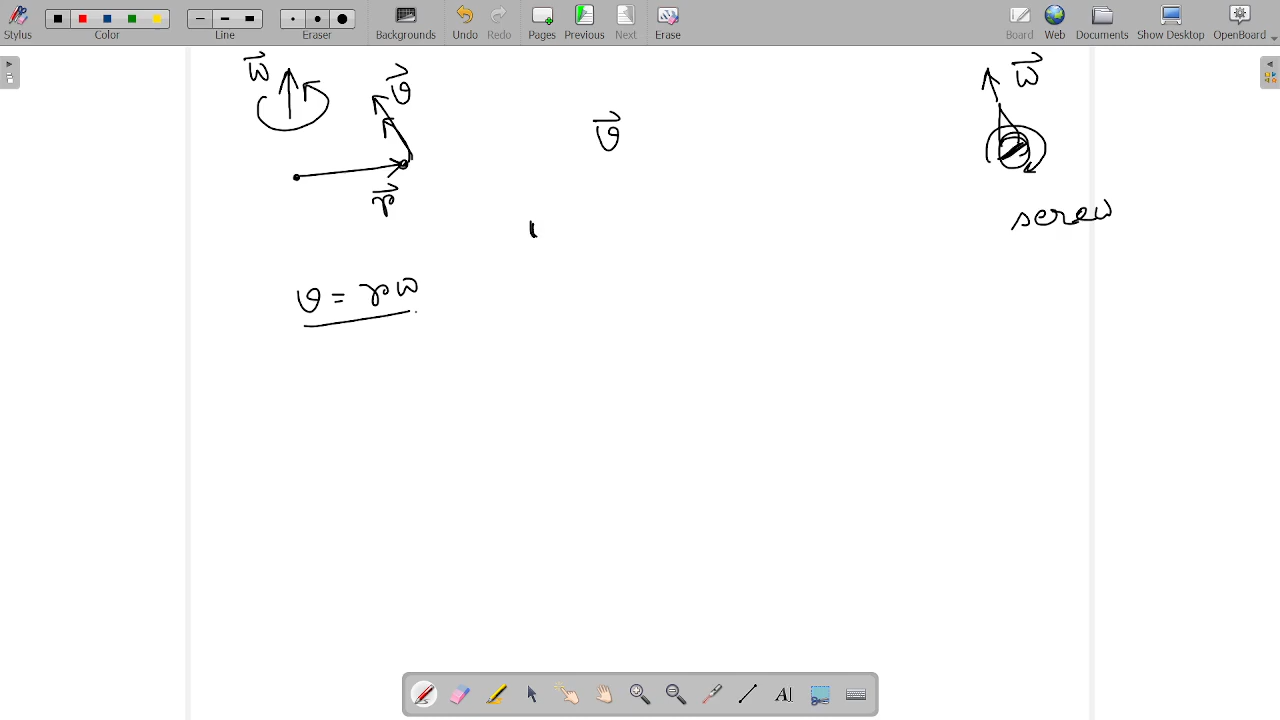 Stylus Color Line Eraser Backgrounds Undo Redo Pages Previous Next Erase Board Web Documents Show Desktop OpenBoard
w⃗ v⃗ v⃗ w⃗
r⃗
screw
v = rw